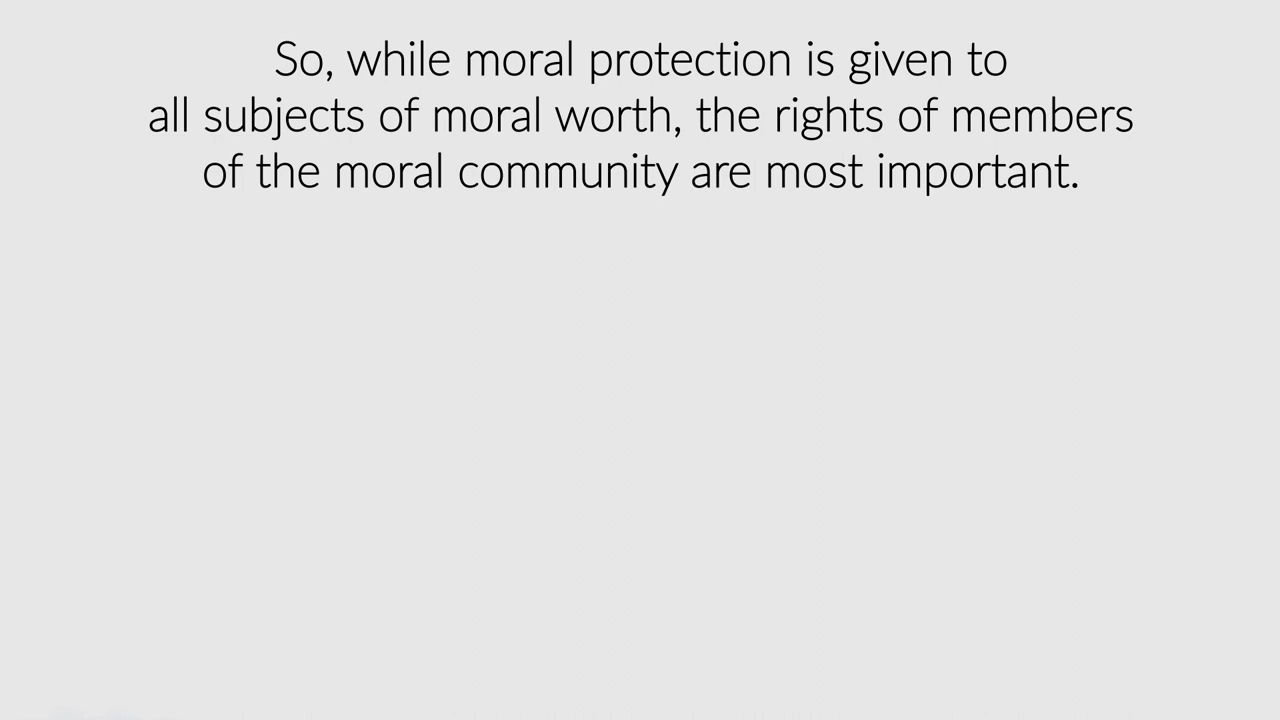 So, while moral protection is given to
all subjects of moral worth, the rights of members
of the moral community are most important.